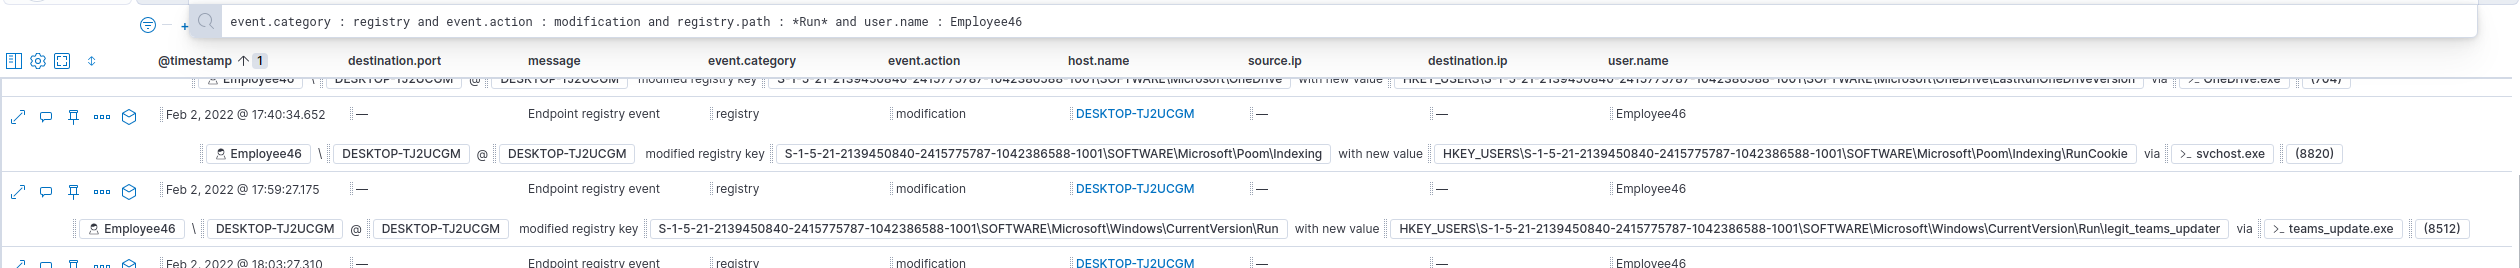 event.category : registry and event.action : modification and registry.path : *Run* and user.name : Employee46
@timestamp 1 destination.port message event.category event.action host.name source.ip destination.ip user.name
Employee46 \ DESKTOP-TJ2UCGM @ DESKTOP-TJ2UCGM modified registry key S-1-5-21-2139450840-2415775787-1042386588-1001\SOFTWARE\Microsoft\OneDrive with new value HKEY_USERS\S-1-5-21-2139450840-2415775787-1042386588-1001\SOFTWARE\Microsoft\OneDrive\LastRunOneDriveVersion via >_ OneDrive.exe (704)
Feb 2, 2022 @ 17:40:34.652 — Endpoint registry event registry modification DESKTOP-TJ2UCGM — — Employee46
Employee46 \ DESKTOP-TJ2UCGM @ DESKTOP-TJ2UCGM modified registry key S-1-5-21-2139450840-2415775787-1042386588-1001\SOFTWARE\Microsoft\Poom\Indexing with new value HKEY_USERS\S-1-5-21-2139450840-2415775787-1042386588-1001\SOFTWARE\Microsoft\Poom\Indexing\RunCookie via >_ svchost.exe (8820)
Feb 2, 2022 @ 17:59:27.175 — Endpoint registry event registry modification DESKTOP-TJ2UCGM — — Employee46
Employee46 \ DESKTOP-TJ2UCGM @ DESKTOP-TJ2UCGM modified registry key S-1-5-21-2139450840-2415775787-1042386588-1001\SOFTWARE\Microsoft\Windows\CurrentVersion\Run with new value HKEY_USERS\S-1-5-21-2139450840-2415775787-1042386588-1001\SOFTWARE\Microsoft\Windows\CurrentVersion\Run\legit_teams_updater via >_ teams_update.exe (8512)
Feb 2, 2022 @ 18:03:27.310 — Endpoint registry event registry modification DESKTOP-TJ2UCGM — — Employee46